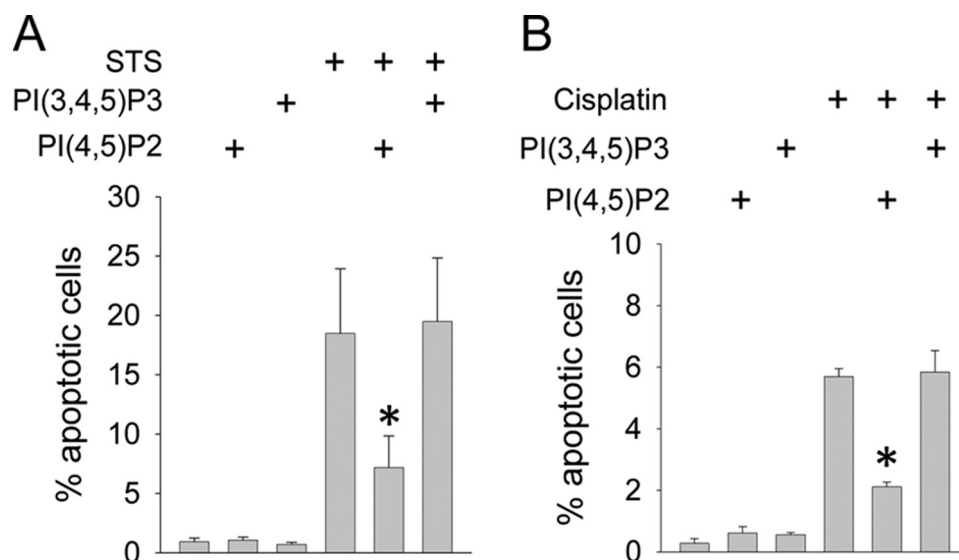 A
STS + + +
PI(3,4,5)P3 + +
PI(4,5)P2 + +
% apoptotic cells
30
25
20
15
10
5
0
*
B
Cisplatin + + +
PI(3,4,5)P3 + +
PI(4,5)P2 + +
% apoptotic cells
10
8
6
4
2
0
*